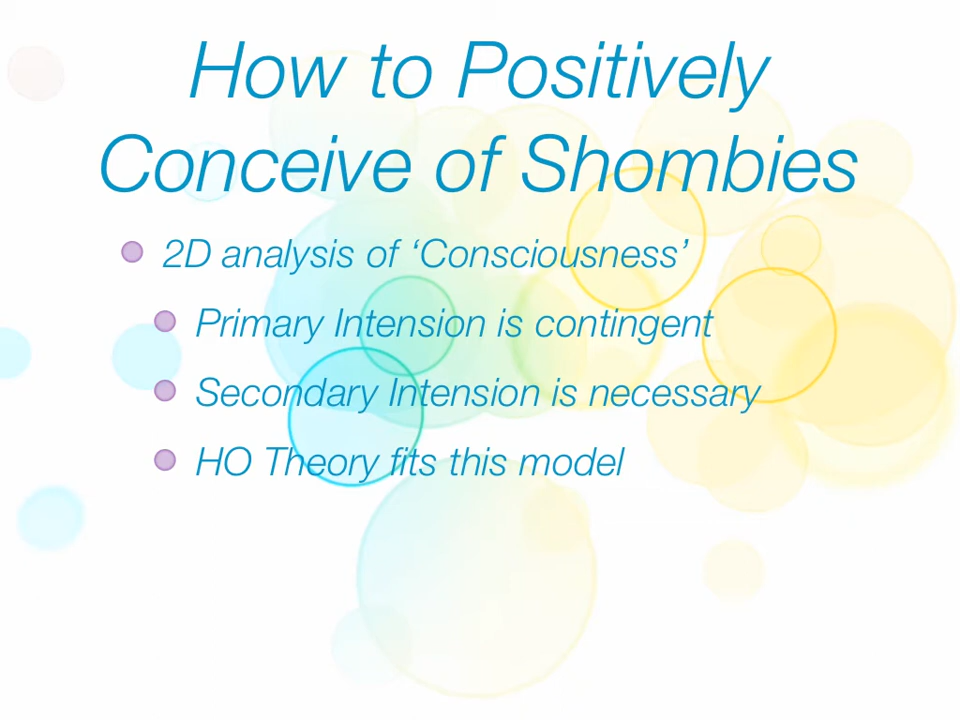 How to Positively
Conceive of Shombies
2D analysis of ‘Consciousness’
Primary Intension is contingent
Secondary Intension is necessary
HO Theory fits this model